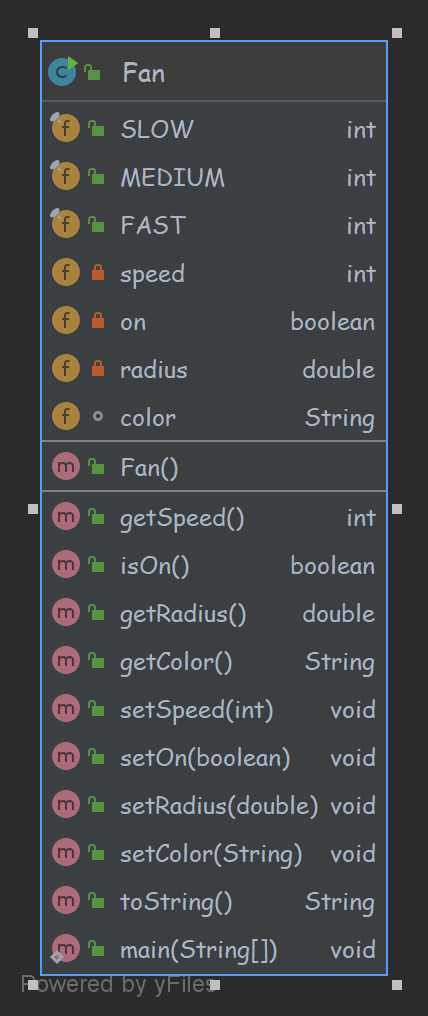 Fan
SLOW int
MEDIUM int
FAST int
speed int
on boolean
radius double
color String
Fan()
getSpeed() int
isOn() boolean
getRadius() double
getColor() String
setSpeed(int) void
setOn(boolean) void
setRadius(double) void
setColor(String) void
toString() String
main(String[]) void
Powered by yFiles